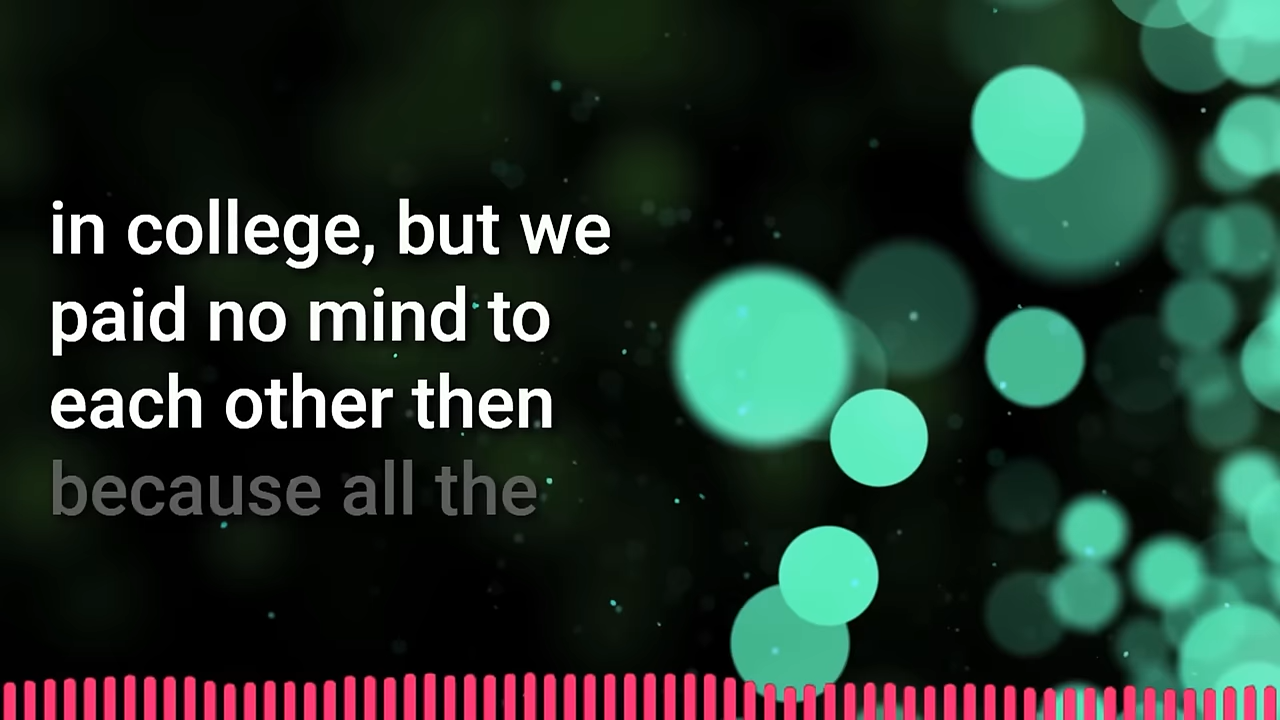 in college, but we
paid no mind to
each other then
because all the